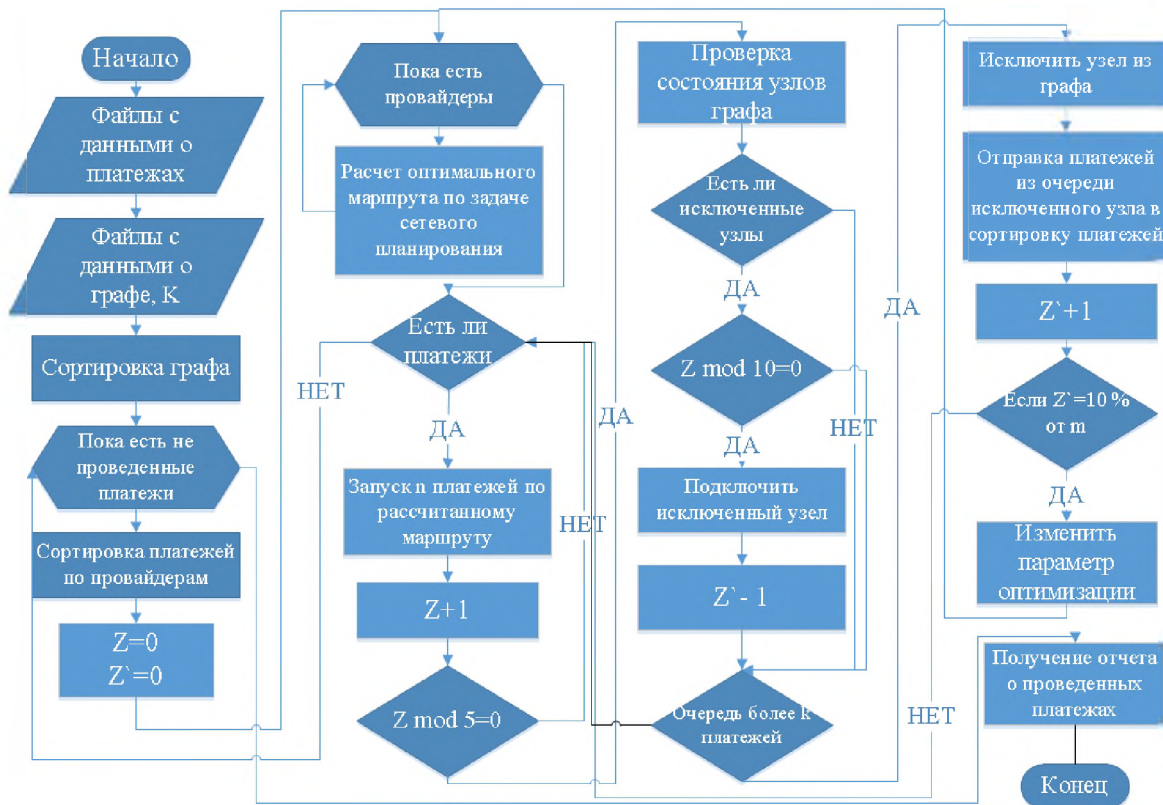 Начало
Файлы с
данными о
платежах
Файлы с
данными о
графе, K
Сортировка графа
Пока есть не
проведенные
платежи
Сортировка платежей
по провайдерам
Z=0
Z`=0
Пока есть
провайдеры
Расчет оптимального
маршрута по задаче
сетевого
планирования
Есть ли
платежи
НЕТ
ДА
Запуск n платежей по
рассчитанному
маршруту
Z+1
Z mod 5=0
НЕТ
ДА
Проверка
состояния узлов
графа
Есть ли
исключенные
узлы
ДА
Z mod 10=0
НЕТ
ДА
Подключить
исключенный узел
Z`- 1
Очередь более k
платежей
ДА
Исключить узел из
графа
Отправка платежей
из очереди
исключенного узла в
сортировку платежей
Z`+1
Если Z`=10 %
от m
ДА
НЕТ
Изменить
параметр
оптимизации
Получение отчета
о проведенных
платежах
Конец